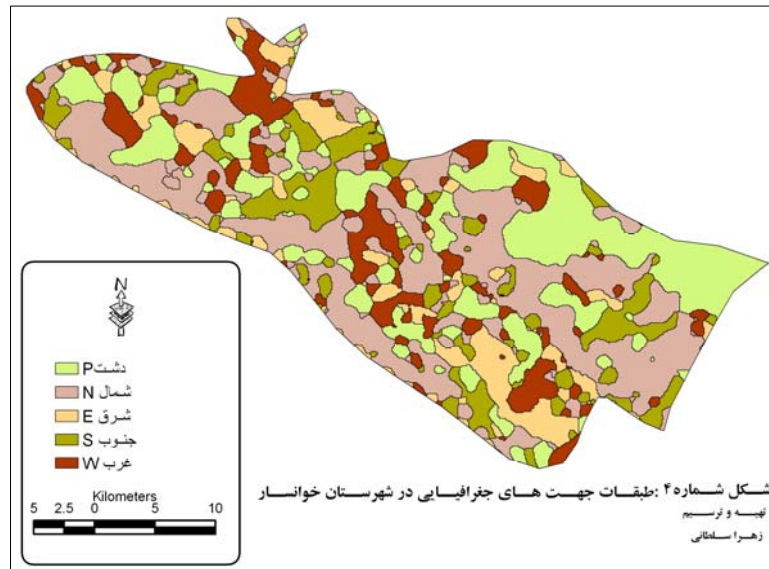 N
دشت P
شمال N
شرق E
جنوب S
غرب W
Kilometers
5 2.5 0 5 10
شکل شماره ۴ :طبقات جهت های جغرافیایی در شهرستان خوانسار
تهیه و ترسیم
زهرا سلطانی